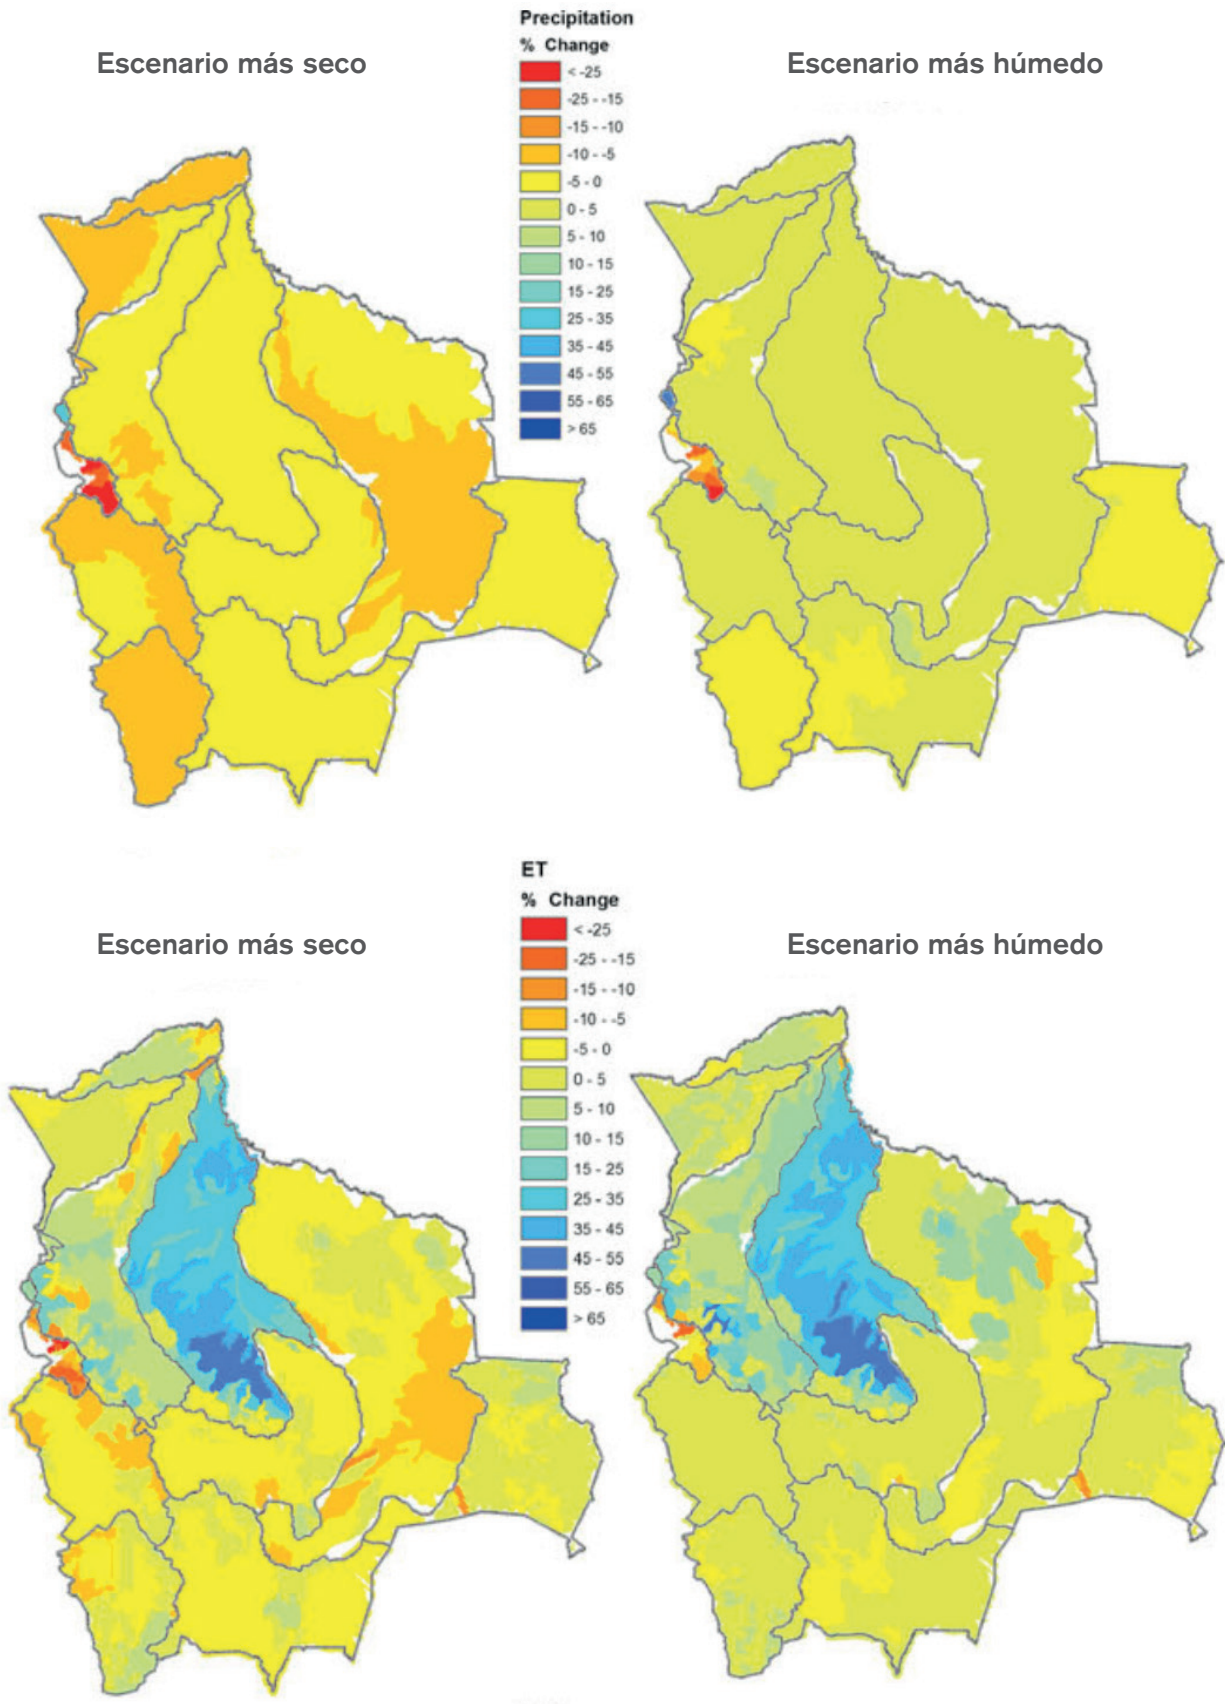 Precipitation
% Change
Escenario más seco
Escenario más húmedo
< -25
-25 - -15
-15 - -10
-10 - -5
-5 - 0
0 - 5
5 - 10
10 - 15
15 - 25
25 - 35
35 - 45
45 - 55
55 - 65
> 65
ET
% Change
Escenario más seco
Escenario más húmedo
< -25
-25 - -15
-15 - -10
-10 - -5
-5 - 0
0 - 5
5 - 10
10 - 15
15 - 25
25 - 35
35 - 45
45 - 55
55 - 65
> 65